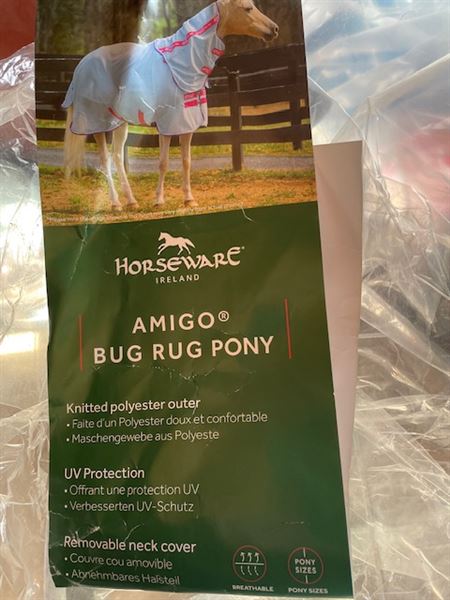 HORSEWARE®
IRELAND
AMIGO®
BUG RUG PONY
Knitted polyester outer
• Faite d'un Polyester doux et confortable
• Maschengewebe aus Polyeste
UV Protection
• Offrant une protection UV
• Verbesserten UV-Schutz
Removable neck cover
• Couvre cou amovible
• Abnehmbares Halsteil
BREATHABLE
PONY
SIZES
PONY SIZES